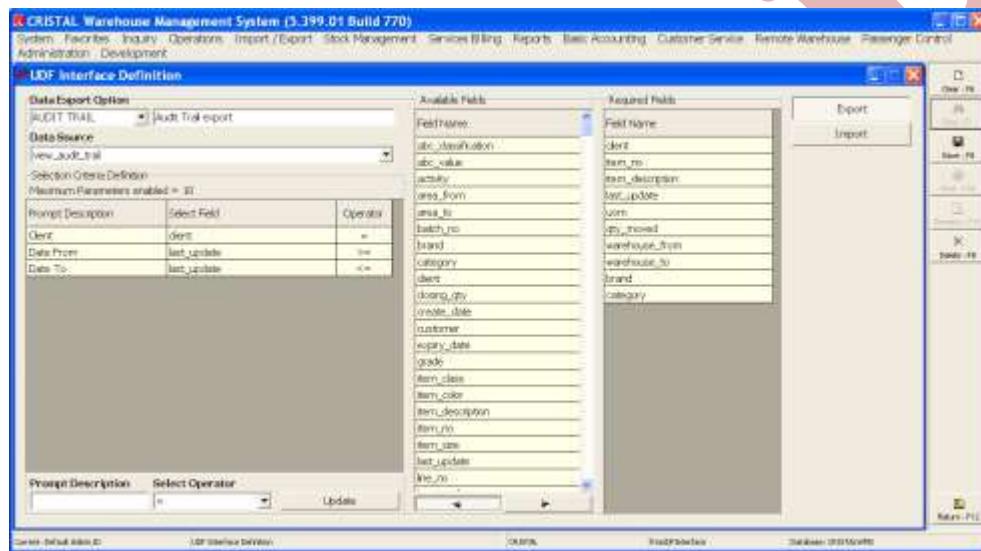 CRISTAL Warehouse Management System (5.399.01 Build 770)
System Favorites Inquiry Operations Import / Export Stock Management Services Billing Reports Basic Accounting Customer Service Remote Warehouse Passenger Control
Administration Development
UDF Interface Definition
Data Export Option
AUDIT TRAIL Audit Trail export
Data Source
view_audit_trail
Selection Criteria Definition
Maximum Parameters enabled = 10
Prompt Description Select Field Operator
Client client =
Date From last_update >=
Date To last_update <=
Prompt Description Select Operator
= Update
Available Fields
Field Name
abc_classification
abc_value
activity
area_from
area_to
batch_no
brand
category
client
closing_qty
create_date
customer
expiry_date
grade
item_class
item_color
item_description
item_no
item_size
last_update
line_no
Required Fields
Field Name
client
item_no
item_description
last_update
uom
qty_moved
warehouse_from
warehouse_to
brand
category
Export
Import
Clear - F6
Save - F8
Delete - F8
Return - F12
UDF Interface Definition
CRISTAL